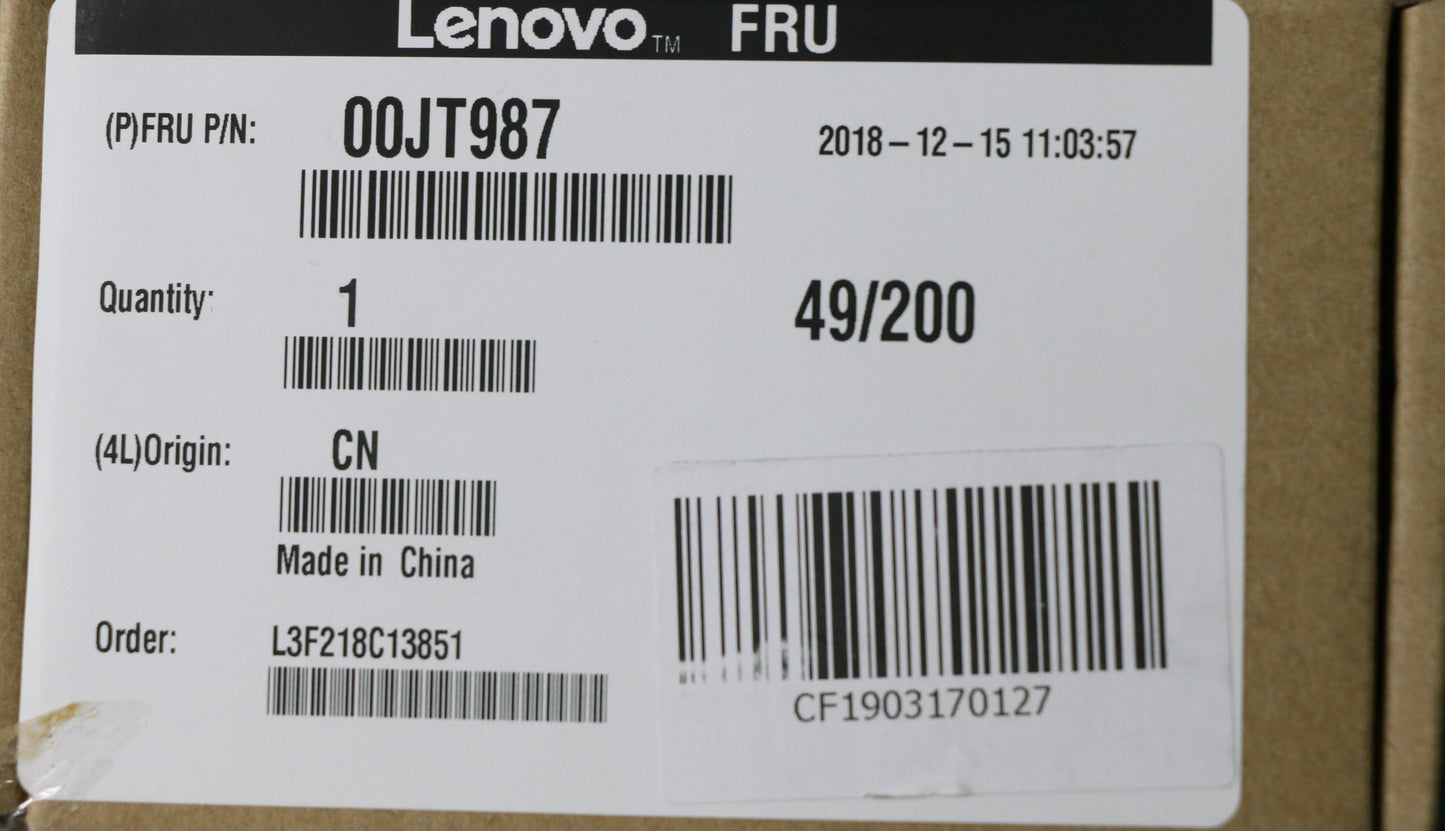 Lenovo™ FRU
(P)FRU P/N: 00JT987 2018-12-15 11:03:57
Quantity: 1 49/200
(4L)Origin: CN
Made in China
Order: L3F218C13851
CF1903170127